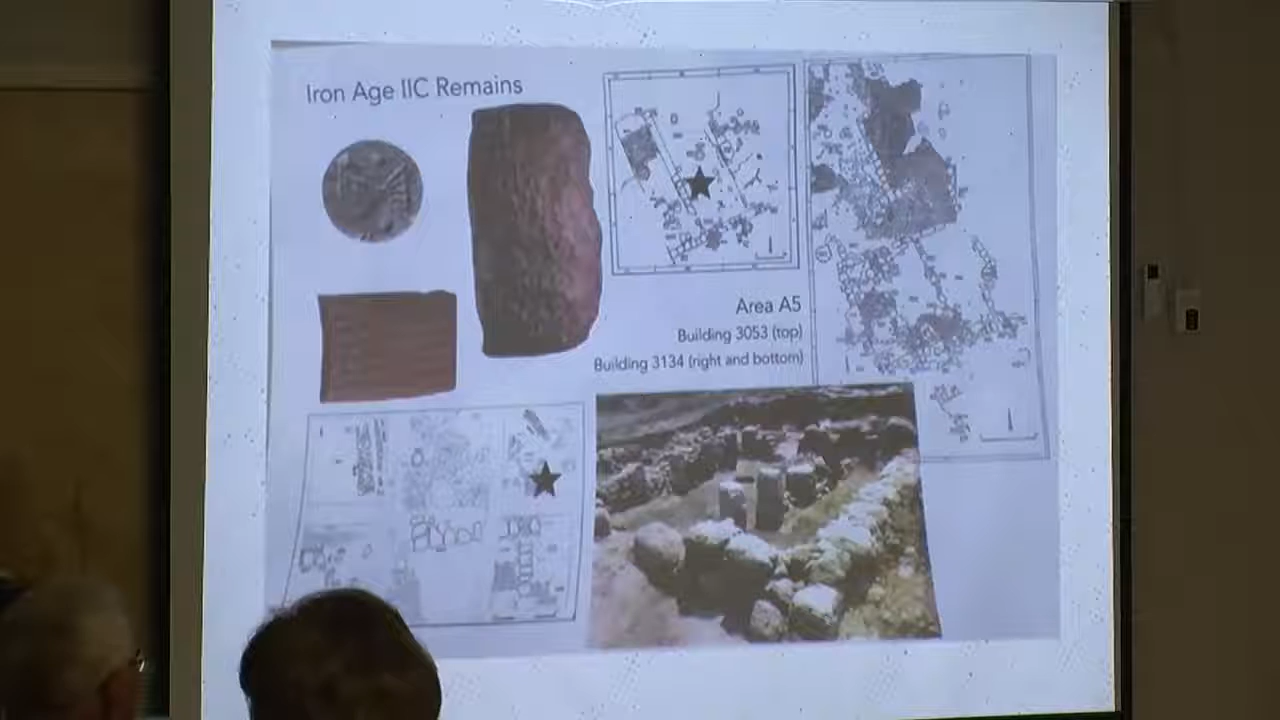 Iron Age IIC Remains
Area A5
Building 3053 (top)
Building 3134 (right and bottom)